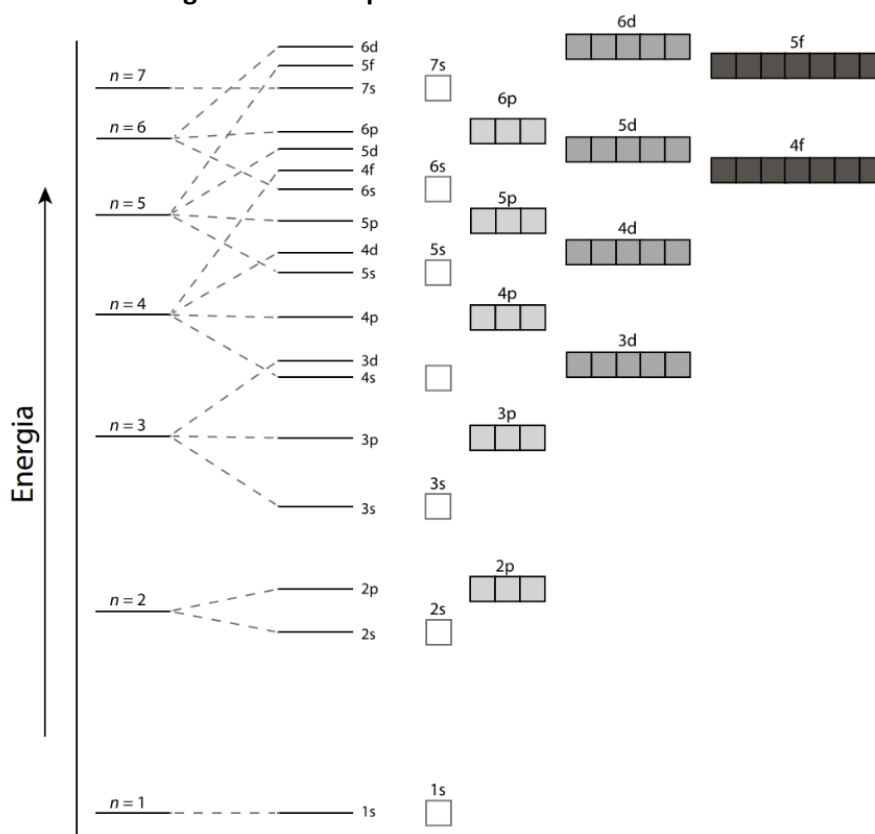 6d
5f
n = 7
7s
6p
n = 6
5d
4f
6s
n = 5
5p
4d
5s
n = 4
4p
3d
4s
n = 3
3p
3s
n = 2
2p
2s
n = 1
1s
Energia
7s
6s
5s
3s
2s
1s
6p
5p
4p
3p
2p
6d
5d
4d
3d
5f
4f